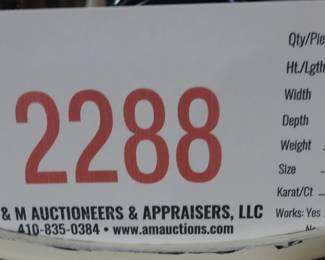 2288
& M AUCTIONEERS & APPRAISERS, LLC
410-835-0384 • www.amauctions.com
Qty/Pie
Ht./Lgth
Width
Depth
Weight
Size
Karat/Ct
Works: Yes